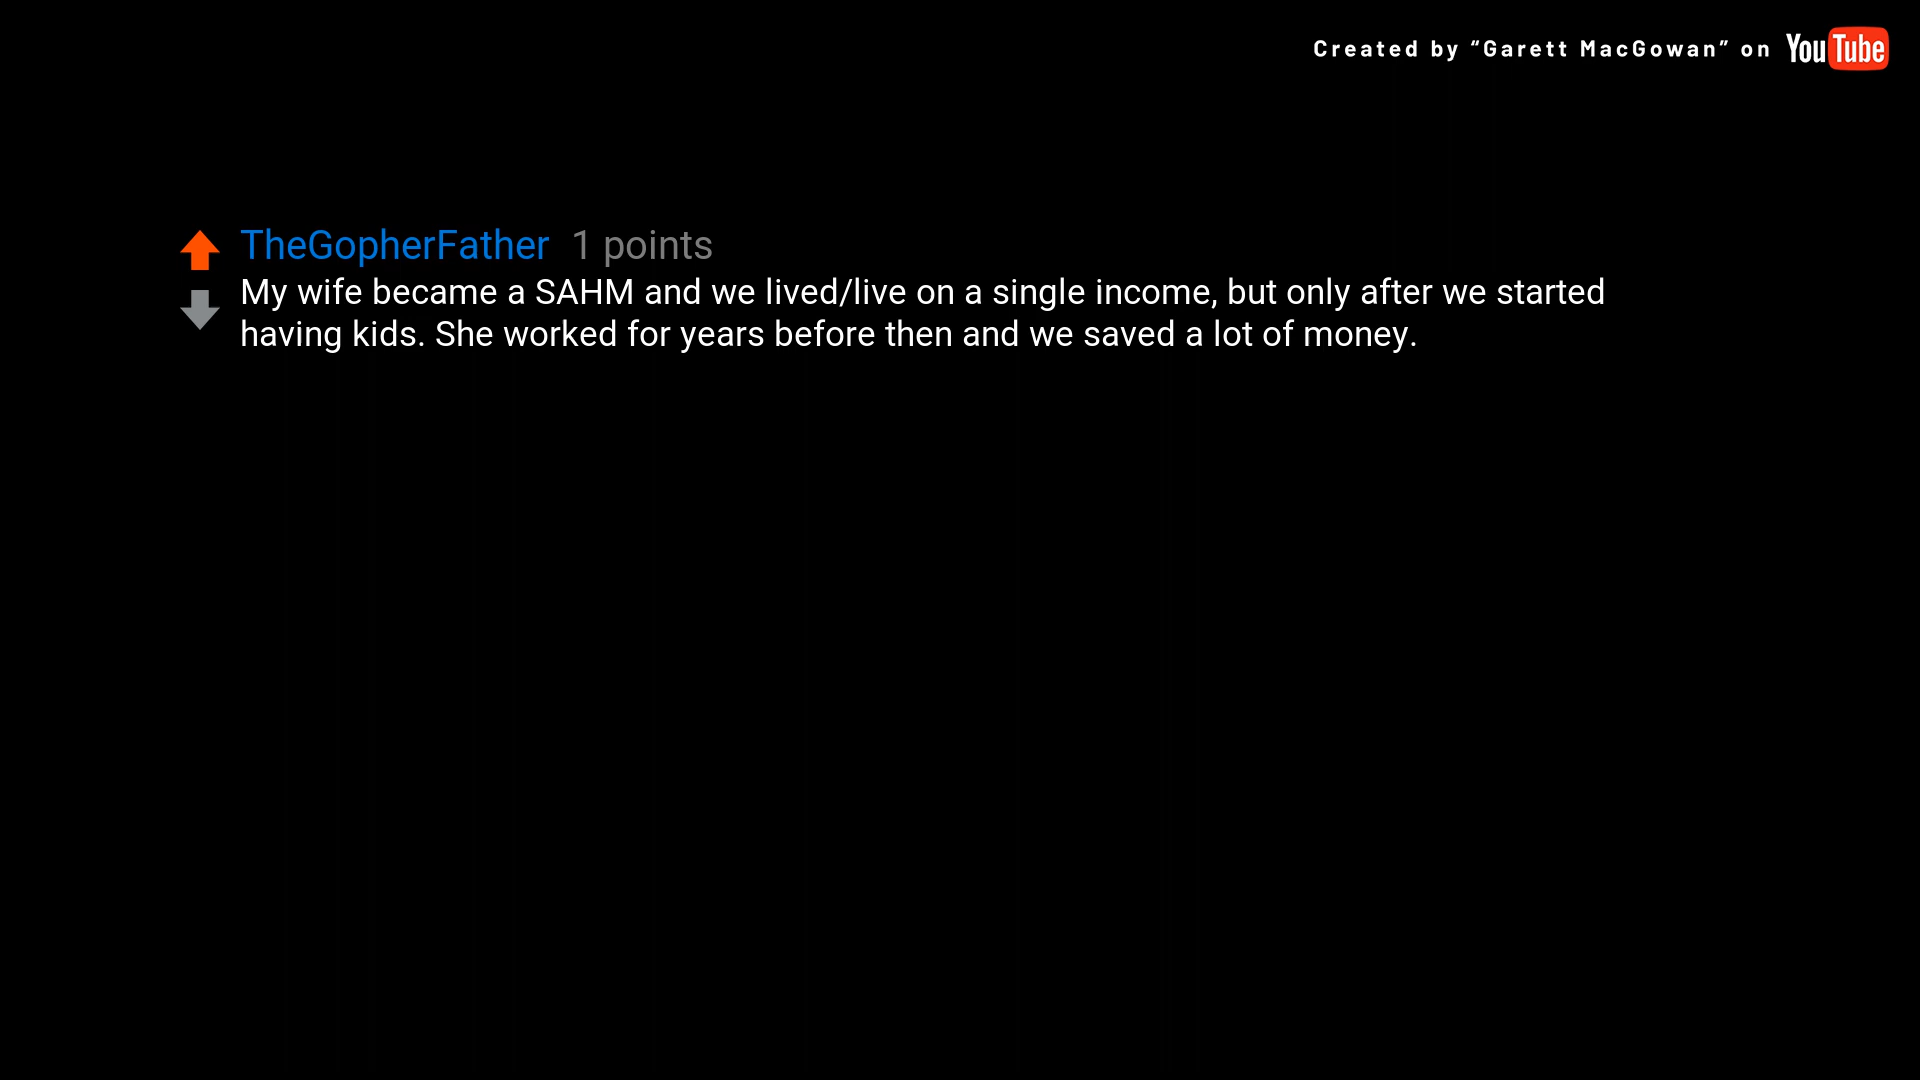 Created by “Garett MacGowan” on YouTube
TheGopherFather 1 points
My wife became a SAHM and we lived/live on a single income, but only after we started
having kids. She worked for years before then and we saved a lot of money.